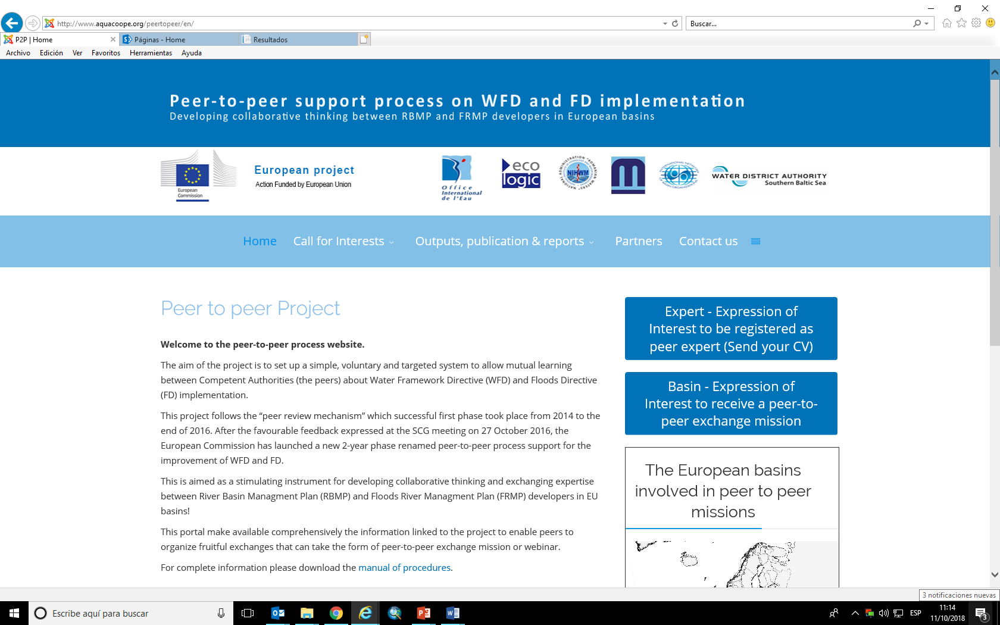 http://www.aquacoope.org/peertopeer/en/
Buscar...
P2P | Home
Páginas - Home
Resultados
Archivo Edición Ver Favoritos Herramientas Ayuda
Peer-to-peer support process on WFD and FD implementation
Developing collaborative thinking between RBMP and FRMP developers in European basins
European Commission
European project
Action Funded by European Union
Office
International
de l'Eau
eco
logic
NIHWM
WATER DISTRICT AUTHORITY
Southern Baltic Sea
Home Call for Interests Outputs, publication & reports Partners Contact us
Peer to peer Project
Welcome to the peer-to-peer process website.
The aim of the project is to set up a simple, voluntary and targeted system to allow mutual learning
between Competent Authorities (the peers) about Water Framework Directive (WFD) and Floods Directive
(FD) implementation.
This project follows the “peer review mechanism” which successful first phase took place from 2014 to the
end of 2016. After the favourable feedback expressed at the SCG meeting on 27 October 2016, the
European Commission has launched a new 2-year phase renamed peer-to-peer process support for the
improvement of WFD and FD.
This is aimed as a stimulating instrument for developing collaborative thinking and exchanging expertise
between River Basin Managment Plan (RBMP) and Floods River Managment Plan (FRMP) developers in EU
basins!
This portal make available comprehensively the information linked to the project to enable peers to
organize fruitful exchanges that can take the form of peer-to-peer exchange mission or webinar.
For complete information please download the manual of procedures.
Expert - Expression of
Interest to be registered as
peer expert (Send your CV)
Basin - Expression of
Interest to receive a peer-to-
peer exchange mission
The European basins
involved in peer to peer
missions
3 notificaciones nuevas
Escribe aquí para buscar
ESP
11:14
11/10/2018
3